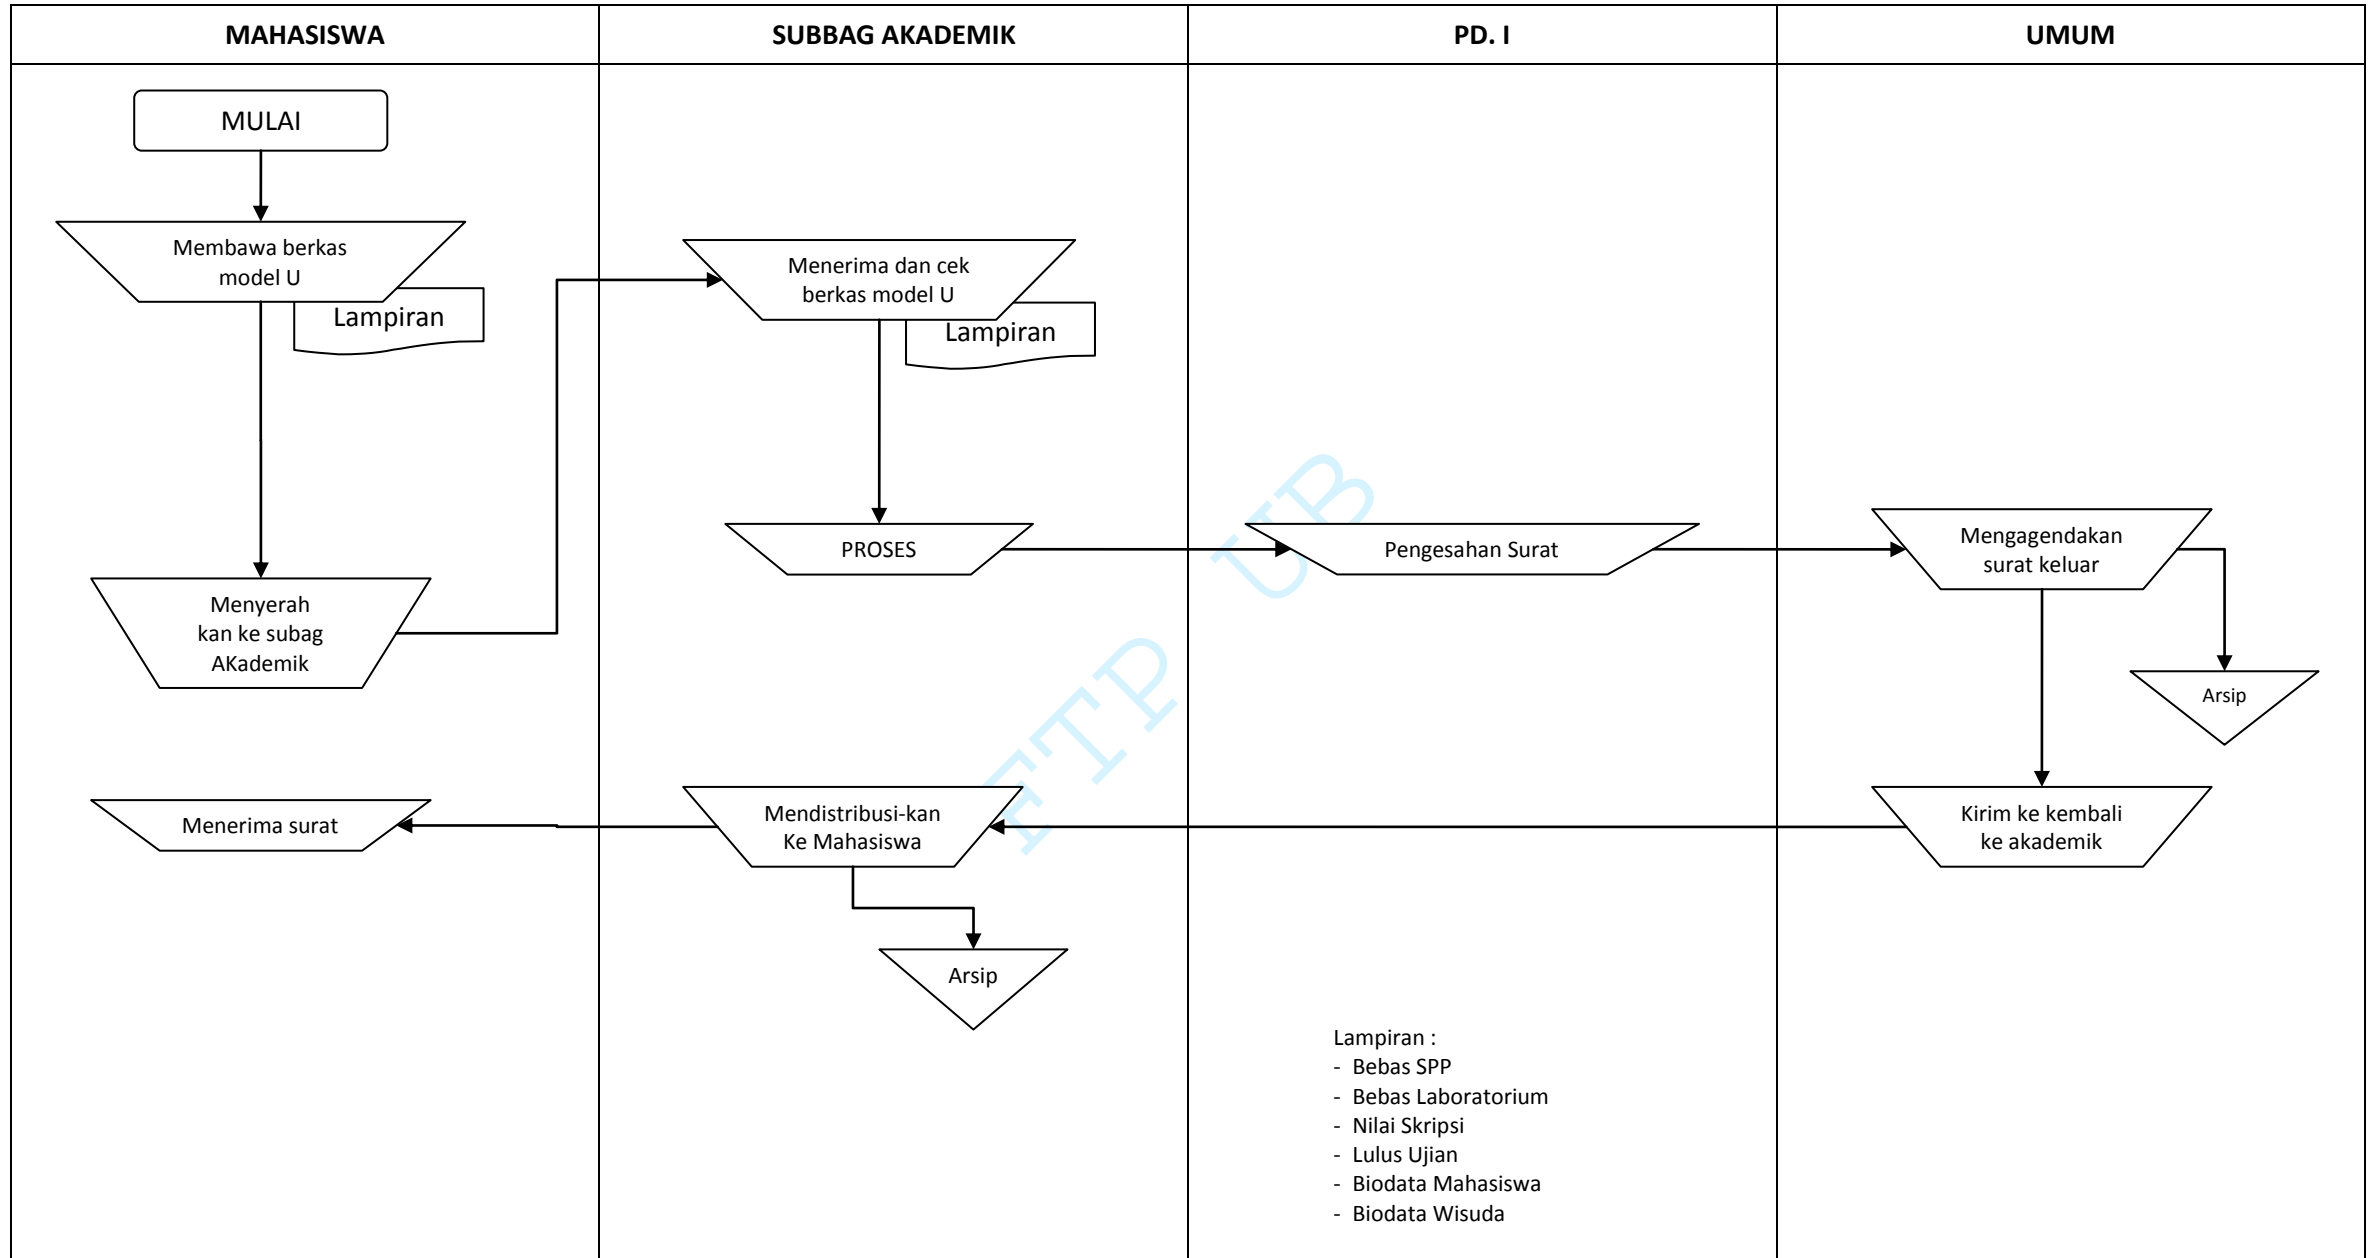 MAHASISWA
SUBBAG AKADEMIK
PD. I
UMUM
MULAI
Membawa berkas
model U
Lampiran
Menerima dan cek
berkas model U
Lampiran
Menyerah
kan ke subag
AKademik
PROSES
Pengesahan Surat
Mengagendakan
surat keluar
Arsip
Menerima surat
Mendistribusi-kan
Ke Mahasiswa
Kirim ke kembali
ke akademik
Arsip
Lampiran :
- Bebas SPP
- Bebas Laboratorium
- Nilai Skripsi
- Lulus Ujian
- Biodata Mahasiswa
- Biodata Wisuda
FTP UB